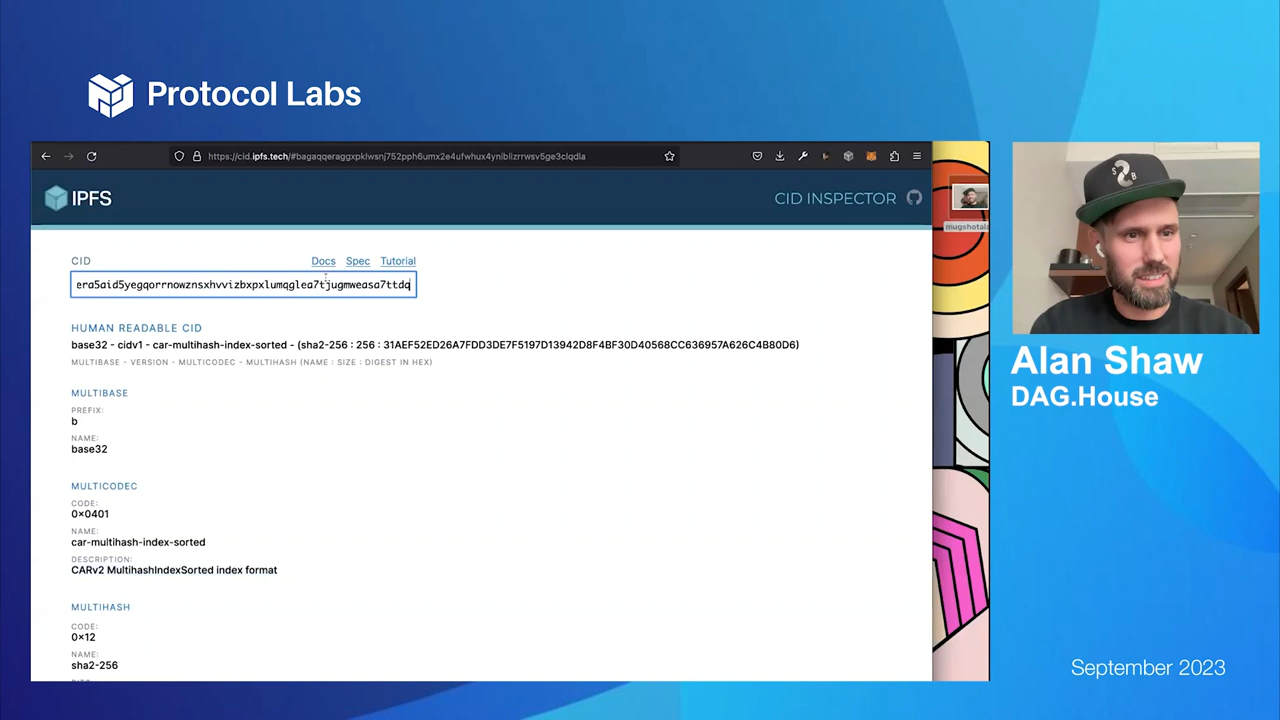 Protocol Labs
https://cid.ipfs.tech/#bagaqqeraggxpklwsnj752pph6umx2e4ufwhux4yniblizrrwsv5ge3clqdla
IPFS
CID INSPECTOR
mugshotala
CID
Docs Spec Tutorial
era5aid5yegqorrnowznsxhvvizbxpxlumqglea7tjugmweasa7ttdq
HUMAN READABLE CID
base32 - cidv1 - car-multihash-index-sorted - (sha2-256 : 256 : 31AEF52ED26A7FDD3DE7F5197D13942D8F4BF30D40568CC636957A626C4B80D6)
MULTIBASE - VERSION - MULTICODEC - MULTIHASH (NAME : SIZE : DIGEST IN HEX)
MULTIBASE
PREFIX:
b
NAME:
base32
MULTICODEC
CODE:
0x0401
NAME:
car-multihash-index-sorted
DESCRIPTION:
CARv2 MultihashIndexSorted index format
MULTIHASH
CODE:
0x12
NAME:
sha2-256
S B
Alan Shaw
DAG.House
September 2023